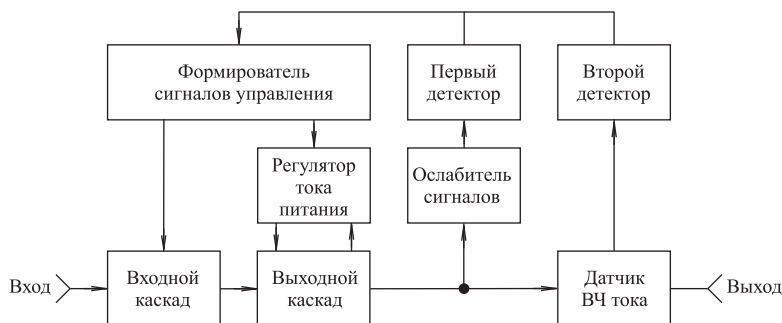 Формирователь
сигналов управления
Первый
детектор
Второй
детектор
Регулятор
тока
питания
Ослабитель
сигналов
Вход
Входной
каскад
Выходной
каскад
Датчик
ВЧ тока
Выход